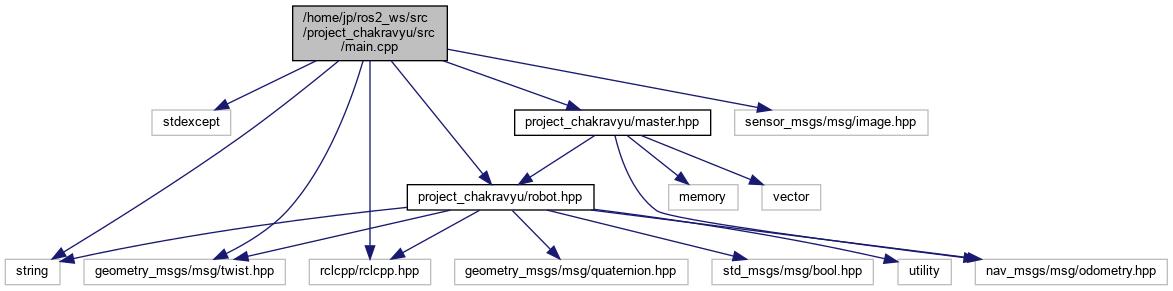 /home/jp/ros2_ws/src
/project_chakravyu/src
/main.cpp
stdexcept
project_chakravyu/master.hpp
sensor_msgs/msg/image.hpp
project_chakravyu/robot.hpp
memory
vector
string
geometry_msgs/msg/twist.hpp
rclcpp/rclcpp.hpp
geometry_msgs/msg/quaternion.hpp
std_msgs/msg/bool.hpp
utility
nav_msgs/msg/odometry.hpp